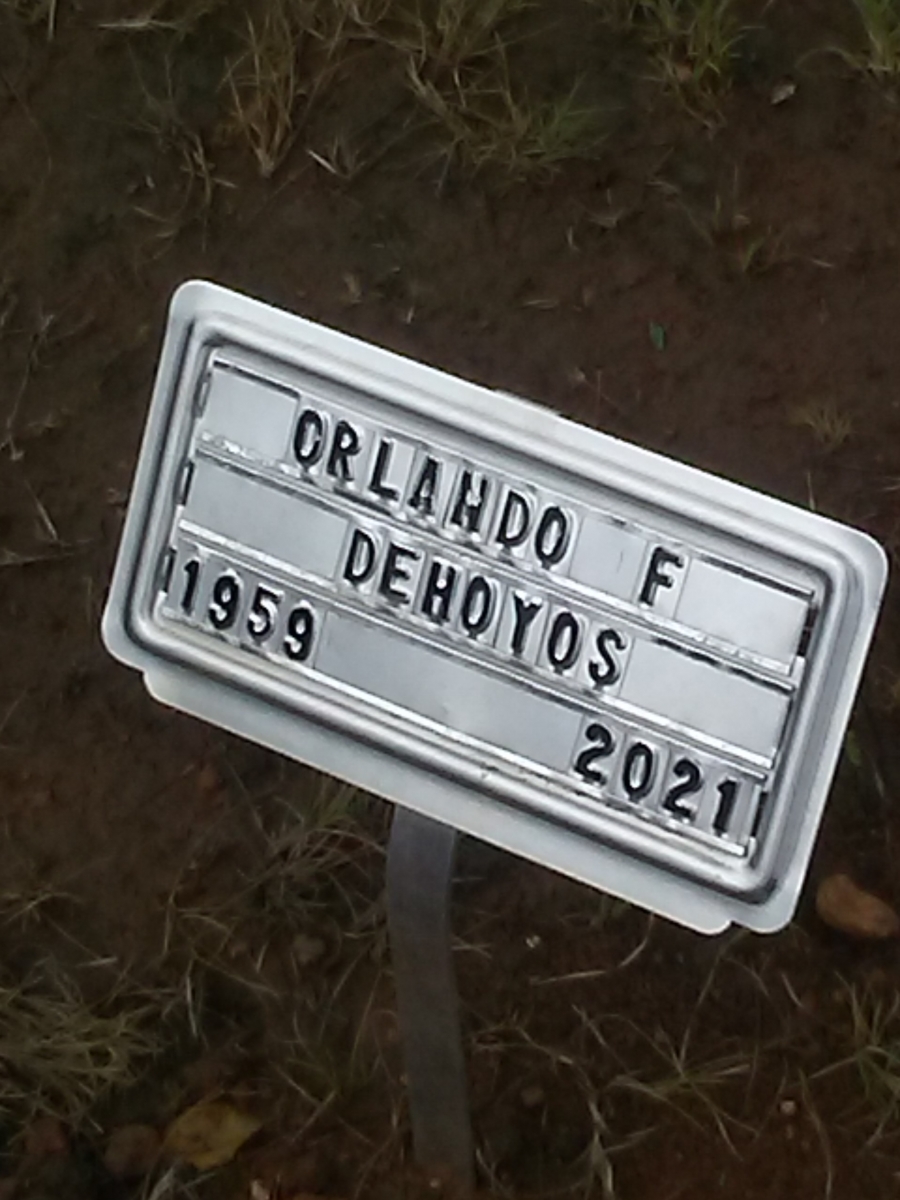 ORLANDO F
DEHOYOS
1959
2021